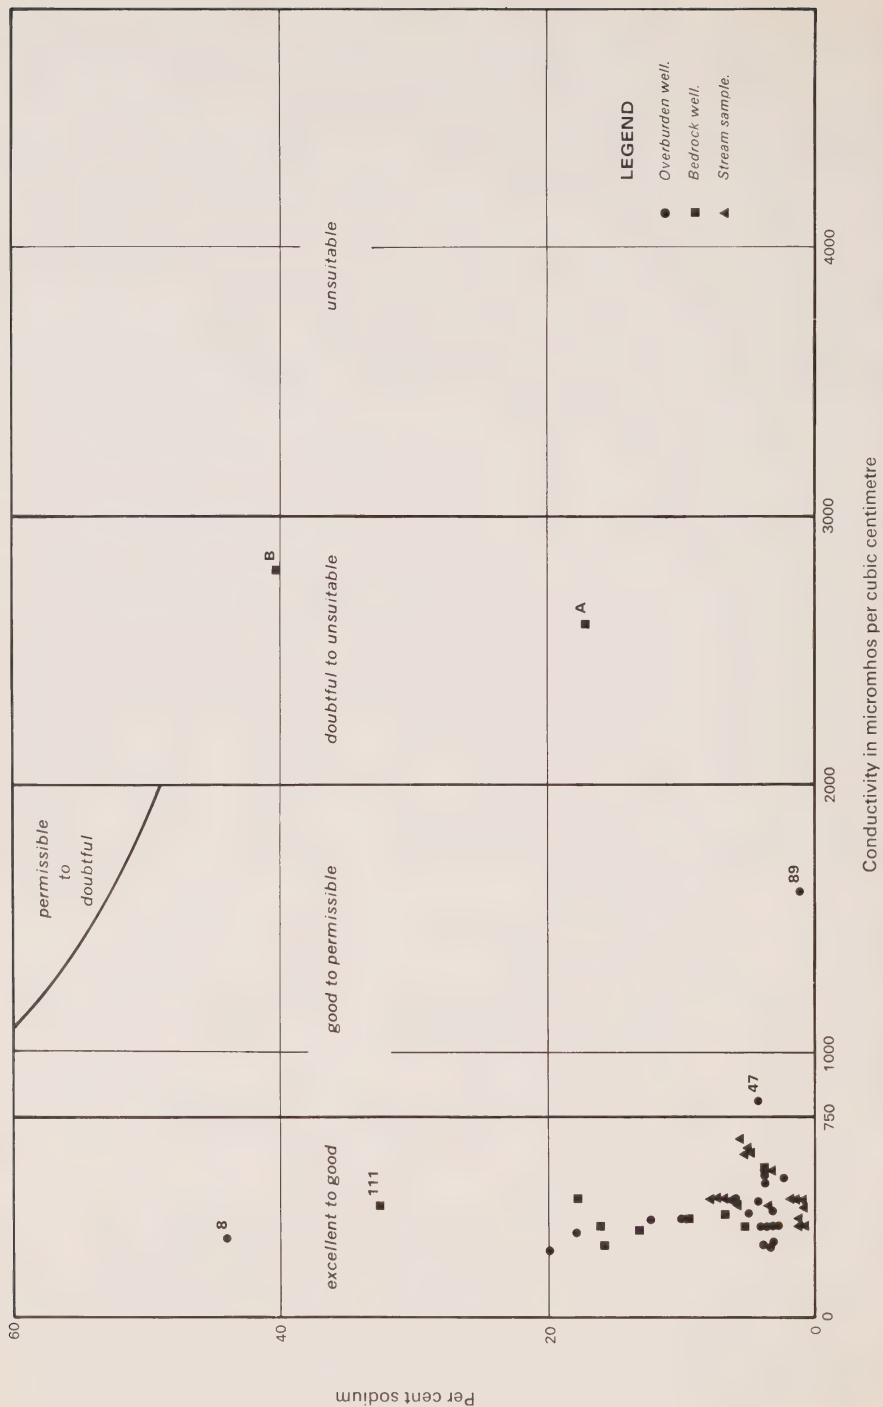 60
40
20
0
Per cent sodium
0
750
1000
2000
3000
4000
Conductivity in micromhos per cubic centimetre
excellent to good
good to permissible
permissible
to
doubtful
doubtful to unsuitable
unsuitable
8
111
47
89
A
B
LEGEND
Overburden well.
Bedrock well.
Stream sample.